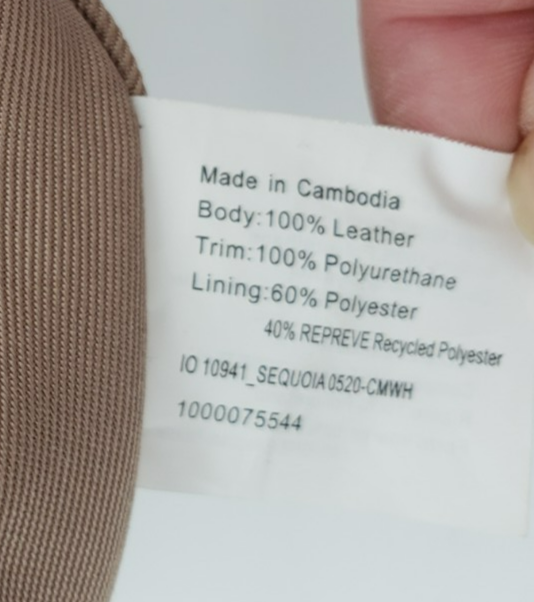 Made in Cambodia
Body:100% Leather
Trim:100% Polyurethane
Lining:60% Polyester
40% REPREVE Recycled Polyester
IO 10941_SEQUOIA 0520-CMWH
1000075544